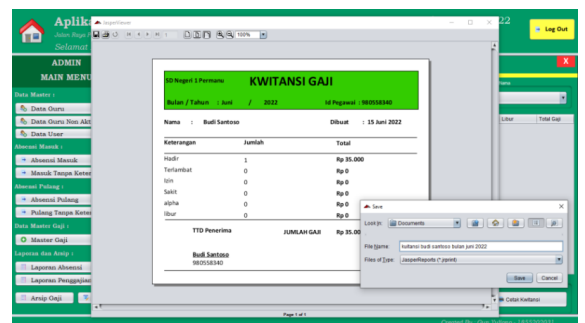 Aplik
Jalan Raya
Selamat
22
Log Out
JasperViewer
100%
ADMIN
MAIN MENU
X
Data Master :
Data Guru
Data Guru Non Akt
Data User
Absensi Masuk :
Absensi Masuk
Masuk Tanpa Keter
Absensi Pulang :
Absensi Pulang
Pulang Tanpa Keter
Data Master Gaji :
Master Gaji
Laporan dan Arsip :
Laporan Absensi
Laporan Penggajian
Arsip Gaji
Libur Total Gaji
SD Negeri 1 Permanu KWITANSI GAJI
Bulan / Tahun : Juni / 2022 Id Pegawai : 980558340
Nama : Budi Santoso Dibuat : 15 Juni 2022
Keterangan Jumlah Total
Hadir 1 Rp 35.000
Terlambat 0 Rp 0
Izin 0 Rp 0
Sakit 0 Rp 0
alpha 0 Rp 0
libur 0 Rp 0
TTD Penerima JUMLAH GAJI Rp 35.00
Budi Santoso
980558340
Save
Look In: Documents
File Name: kuitansi budi santoso bulan juni 2022
Files of Type: JasperReports (*.jrprint)
Save Cancel
Cetak Kwitansi
Page 1 of 1